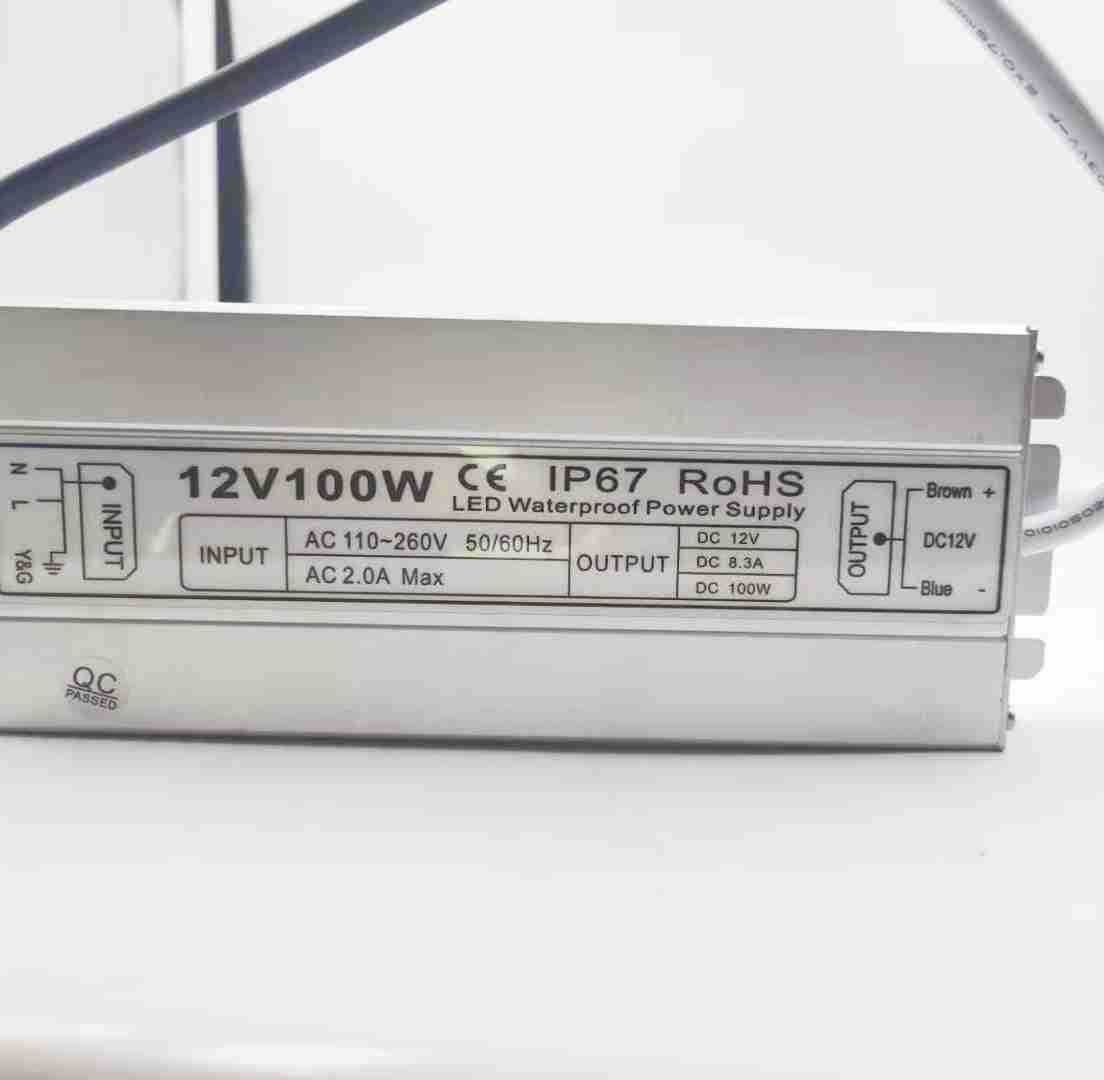 N
L
Y&G
INPUT
12V100W CE IP67 RoHS
LED Waterproof Power Supply
INPUT
AC 110~260V 50/60Hz
AC 2.0A Max
OUTPUT
DC 12V
DC 8.3A
DC 100W
OUTPUT
Brown +
DC12V
Blue -
QC
PASSED